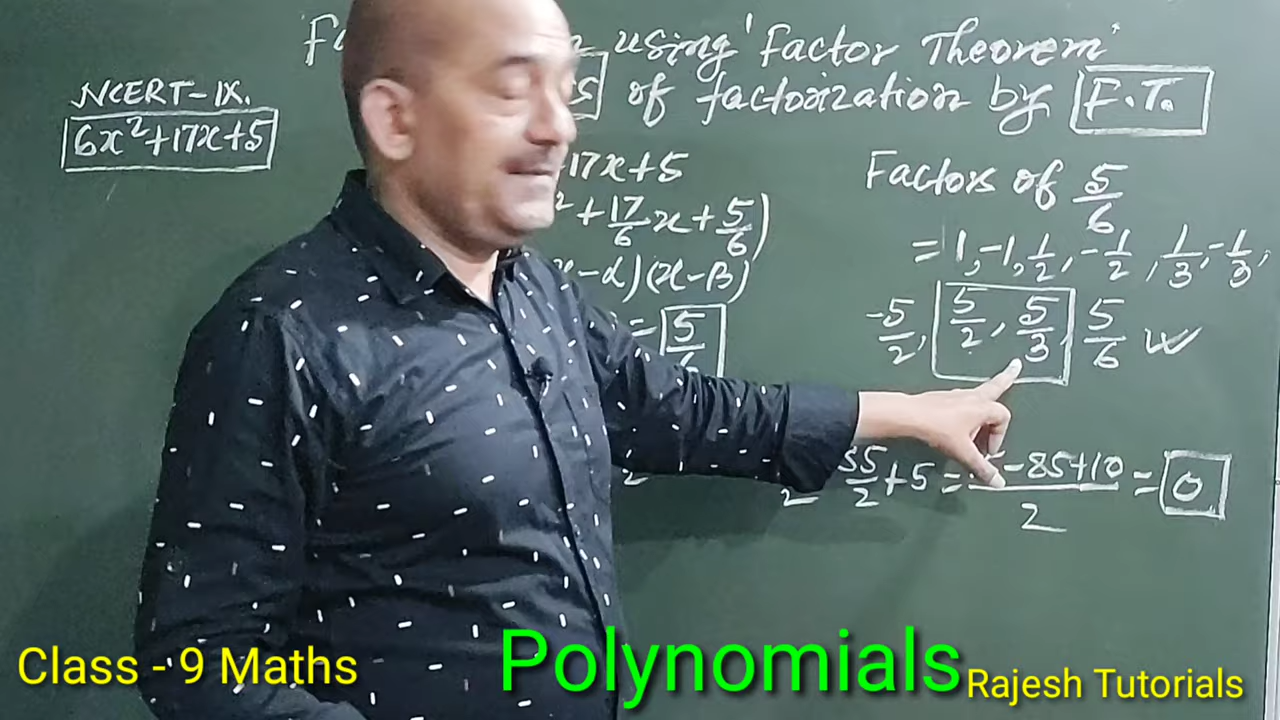 using 'Factor Theorem'
of factorization by F.T.
NCERT-IX.
6x²+17x+5
17x+5
+ 17/6 x + 5/6)
x-α)(x-β)
= 5/6
Factors of 5/6
= 1, -1, 1/2, -1/2, 1/3, -1/3,
-5/2, 5/2, 5/3, 5/6
+5 = -85+10/2 = 0
Class - 9 Maths
Polynomials
Rajesh Tutorials